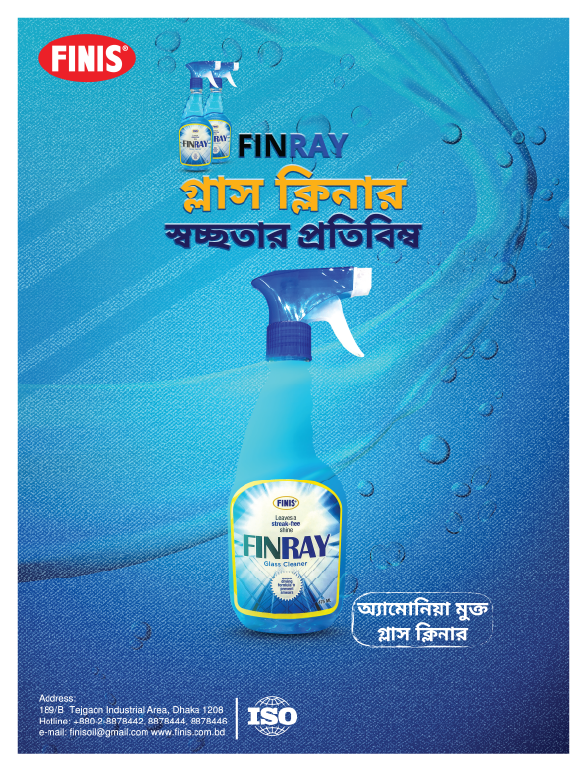 FINIS®
FINRAY
গ্লাস ক্লিনার
স্বচ্ছতার প্রতিবিম্ব
FINIS
Leaves a
streak-free
shine
FINRAY
Glass Cleaner
অ্যামোনিয়া মুক্ত
গ্লাস ক্লিনার
Address:
169/B Tejgaon Industrial Area, Dhaka 1208
Hotline: +880-2-8878442, 8878444, 8878446
e-mail: finisoil@gmail.com www.finis.com.bd
ISO